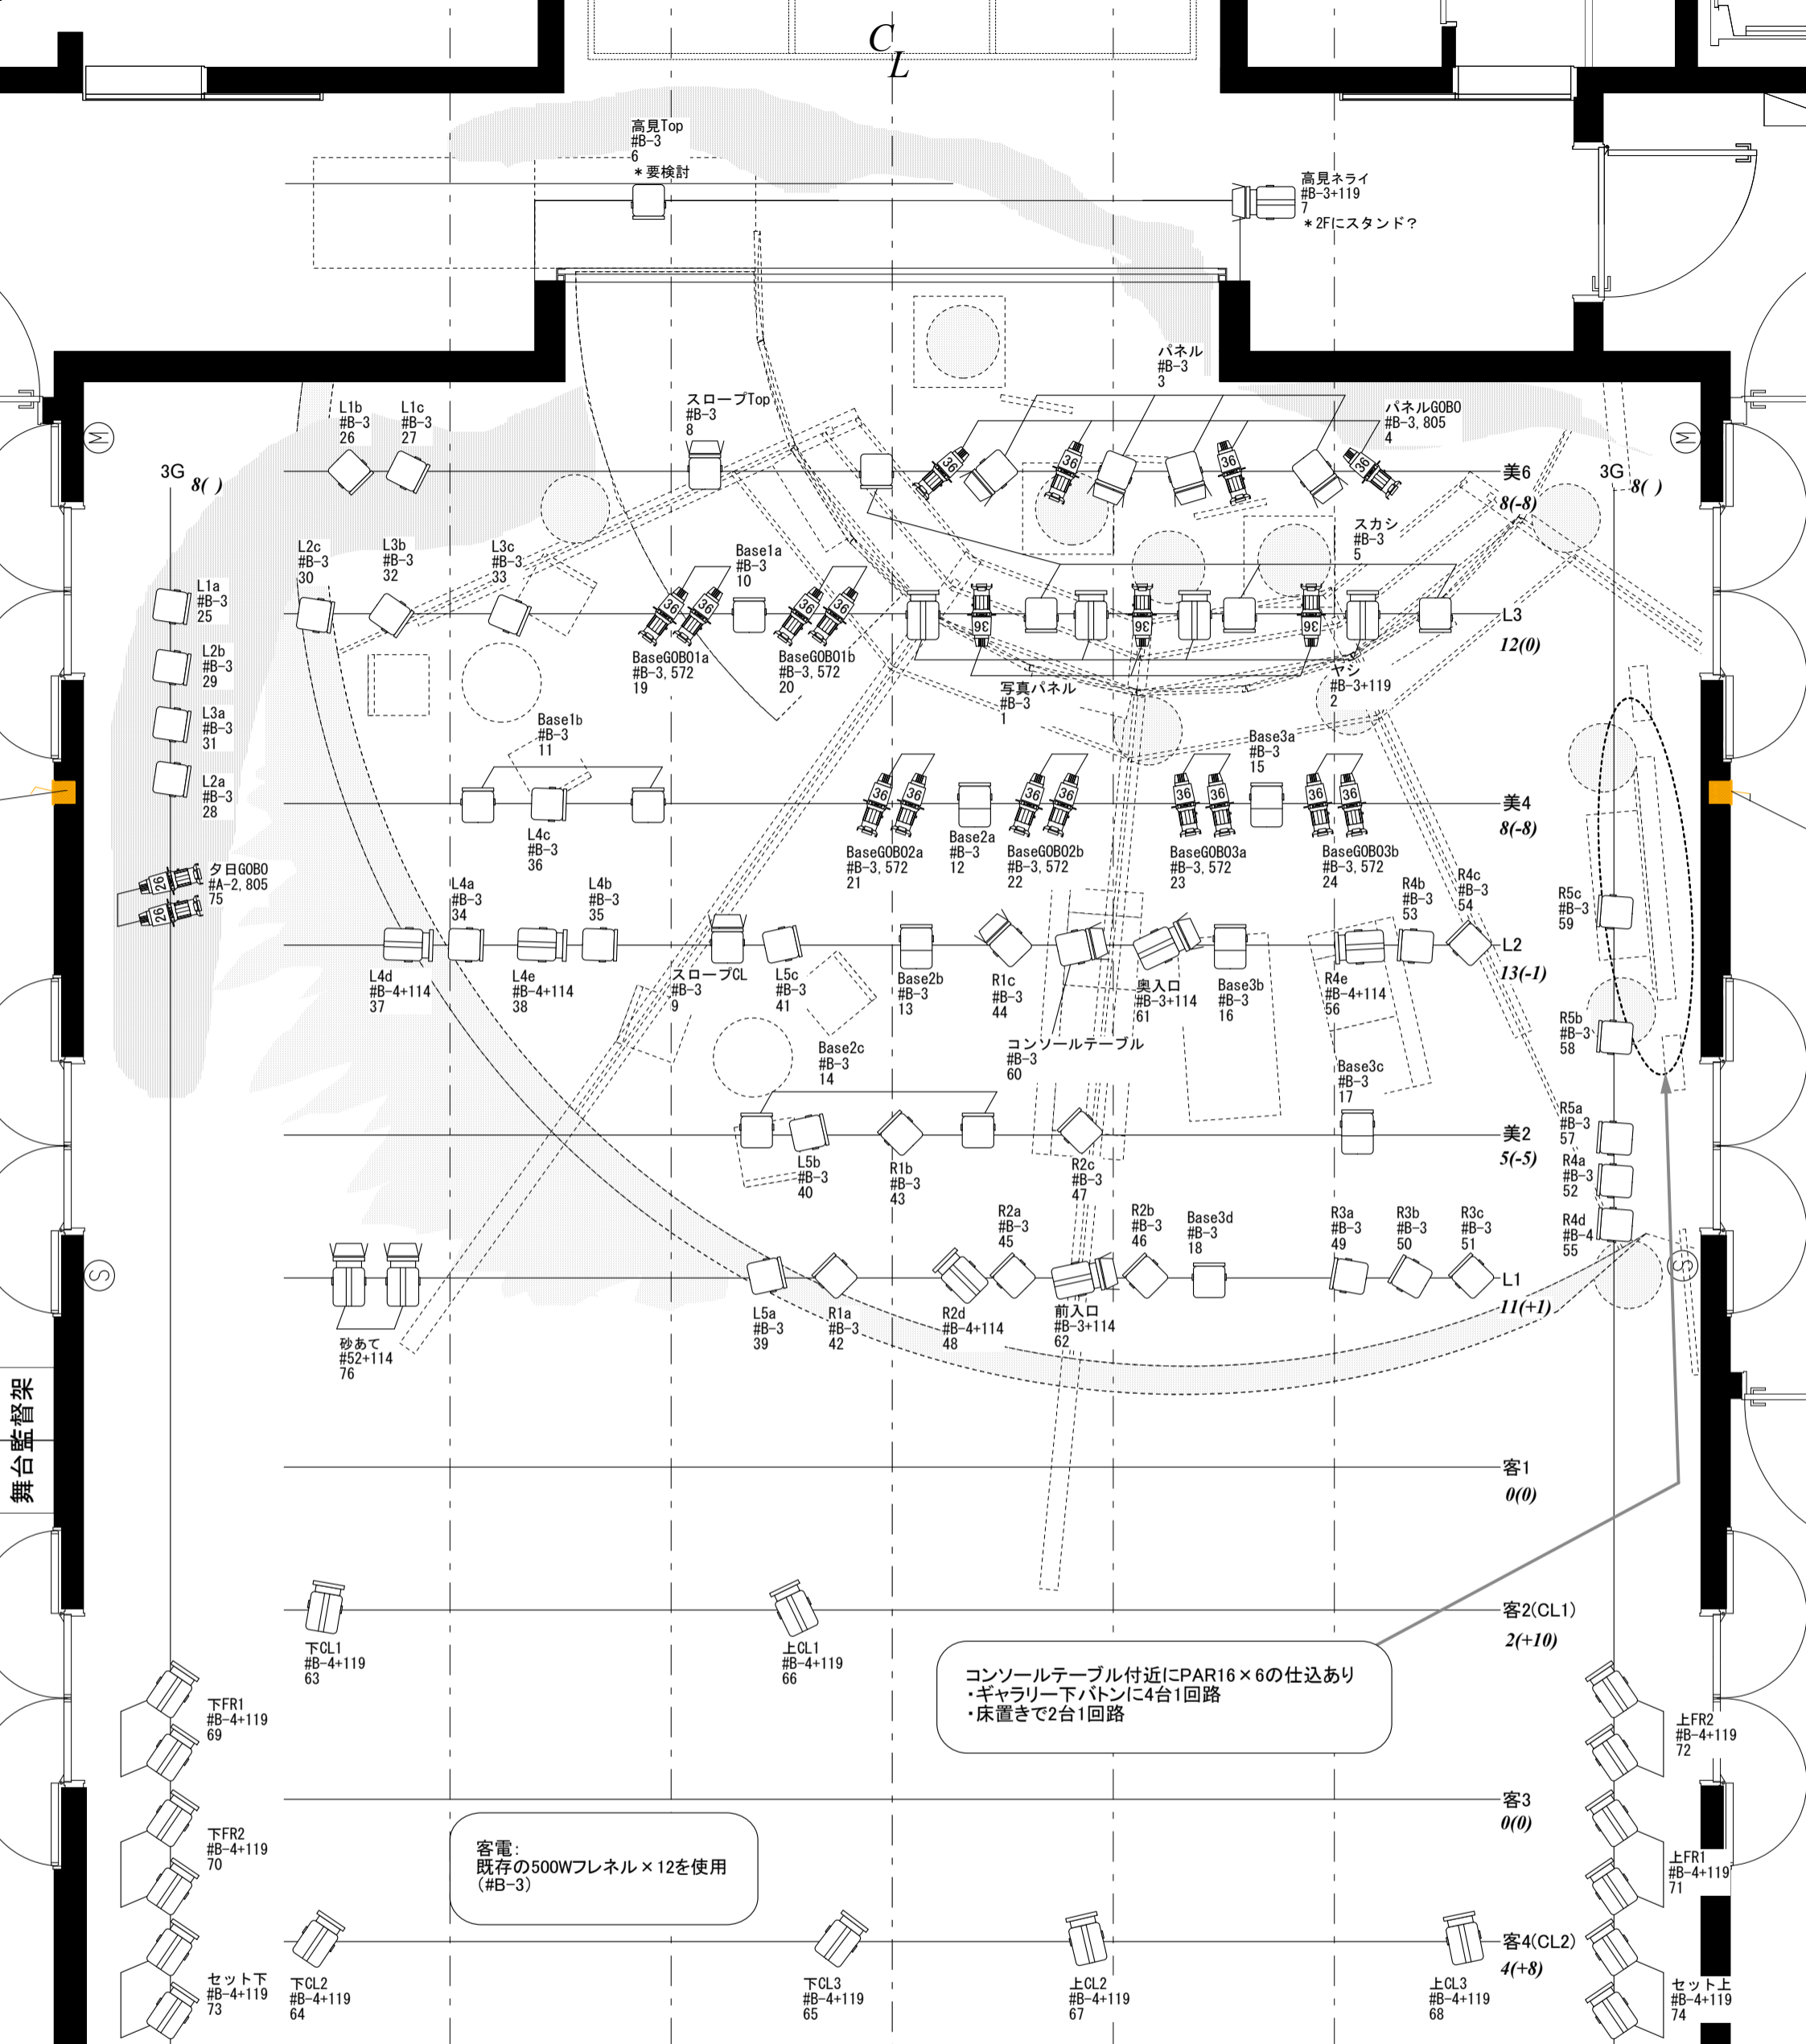 C
L
高見Top
#B-3
6
＊要検討
高見ネライ
#B-3+119
7
＊2Fにスタンド？
パネル
#B-3
3
スロープTop
#B-3
8
パネルGOBO
#B-3, 805
4
L1b
#B-3
26
L1c
#B-3
27
M
M
3G
8( )
36
36
36
36
美6
8(-8)
3G
8( )
スカシ
#B-3
5
L2c
#B-3
30
L3b
#B-3
32
L3c
#B-3
33
Base1a
#B-3
10
L1a
#B-3
25
36
36
36
36
36
36
36
L3
12(0)
L2b
#B-3
29
BaseGOBO1a
#B-3, 572
19
BaseGOBO1b
#B-3, 572
20
写真パネル
#B-3
1
ヤシ
#B-3+119
2
L3a
#B-3
31
Base1b
#B-3
11
Base3a
#B-3
15
L2a
#B-3
28
36
36
36
36
36
36
36
36
美4
8(-8)
L4c
#B-3
36
BaseGOBO2a
#B-3, 572
21
Base2a
#B-3
12
BaseGOBO2b
#B-3, 572
22
BaseGOBO3a
#B-3, 572
23
BaseGOBO3b
#B-3, 572
24
26
26
夕日GOBO
#A-2, 805
75
L4a
#B-3
34
L4b
#B-3
35
R4b
#B-3
53
R4c
#B-3
54
R5c
#B-3
59
L2
13(-1)
L4d
#B-4+114
37
L4e
#B-4+114
38
スロープCL
#B-3
9
L5c
#B-3
41
Base2b
#B-3
13
R1c
#B-3
44
奥入口
#B-3+114
61
Base3b
#B-3
16
R4e
#B-4+114
56
R5b
#B-3
58
Base2c
#B-3
14
コンソールテーブル
#B-3
60
Base3c
#B-3
17
美2
5(-5)
R5a
#B-3
57
L5b
#B-3
40
R1b
#B-3
43
R2c
#B-3
47
R4a
#B-3
52
R2a
#B-3
45
R2b
#B-3
46
Base3d
#B-3
18
R3a
#B-3
49
R3b
#B-3
50
R3c
#B-3
51
R4d
#B-4
55
S
S
L1
11(+1)
砂あて
#52+114
76
L5a
#B-3
39
R1a
#B-3
42
R2d
#B-4+114
48
前入口
#B-3+114
62
舞台監督架
客1
0(0)
客2(CL1)
2(+10)
下CL1
#B-4+119
63
上CL1
#B-4+119
66
コンソールテーブル付近にPAR16×6の仕込あり
・ギャラリー下バトンに4台1回路
・床置きで2台1回路
下FR1
#B-4+119
69
上FR2
#B-4+119
72
客3
0(0)
下FR2
#B-4+119
70
客電：
既存の500Wフレネル×12を使用
(#B-3)
上FR1
#B-4+119
71
客4(CL2)
4(+8)
セット下
#B-4+119
73
下CL2
#B-4+119
64
下CL3
#B-4+119
65
上CL2
#B-4+119
67
上CL3
#B-4+119
68
セット上
#B-4+119
74